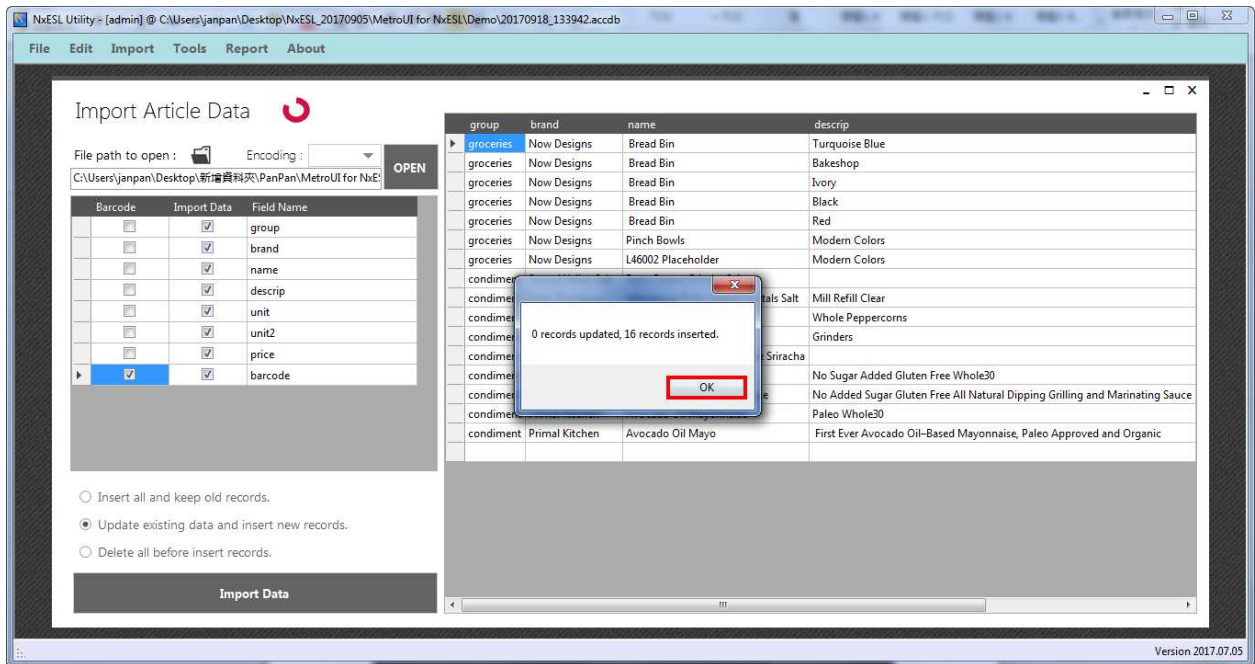 NxESL Utility - [admin] @ C:\Users\janpan\Desktop\NxESL_20170905\MetroUI for NxESL\Demo\20170918_133942.accdb
File Edit Import Tools Report About
Import Article Data
File path to open : Encoding :
OPEN
C:\Users\janpan\Desktop\新增資料夾\PanPan\MetroUI for NxE
Barcode Import Data Field Name
group
brand
name
descrip
unit
unit2
price
barcode
Insert all and keep old records.
Update existing data and insert new records.
Delete all before insert records.
Import Data
group brand name descrip
groceries Now Designs Bread Bin Turquoise Blue
groceries Now Designs Bread Bin Bakeshop
groceries Now Designs Bread Bin Ivory
groceries Now Designs Bread Bin Black
groceries Now Designs Bread Bin Red
groceries Now Designs Pinch Bowls Modern Colors
groceries Now Designs L46002 Placeholder Modern Colors
condimen
condimen tals Salt Mill Refill Clear
condimen Whole Peppercorns
condimen Grinders
condimen Sriracha
condimen No Sugar Added Gluten Free Whole30
condimen No Added Sugar Gluten Free All Natural Dipping Grilling and Marinating Sauce
condiment Paleo Whole30
condiment Primal Kitchen Avocado Oil Mayo First Ever Avocado Oil–Based Mayonnaise, Paleo Approved and Organic
0 records updated, 16 records inserted.
OK
Version 2017.07.05